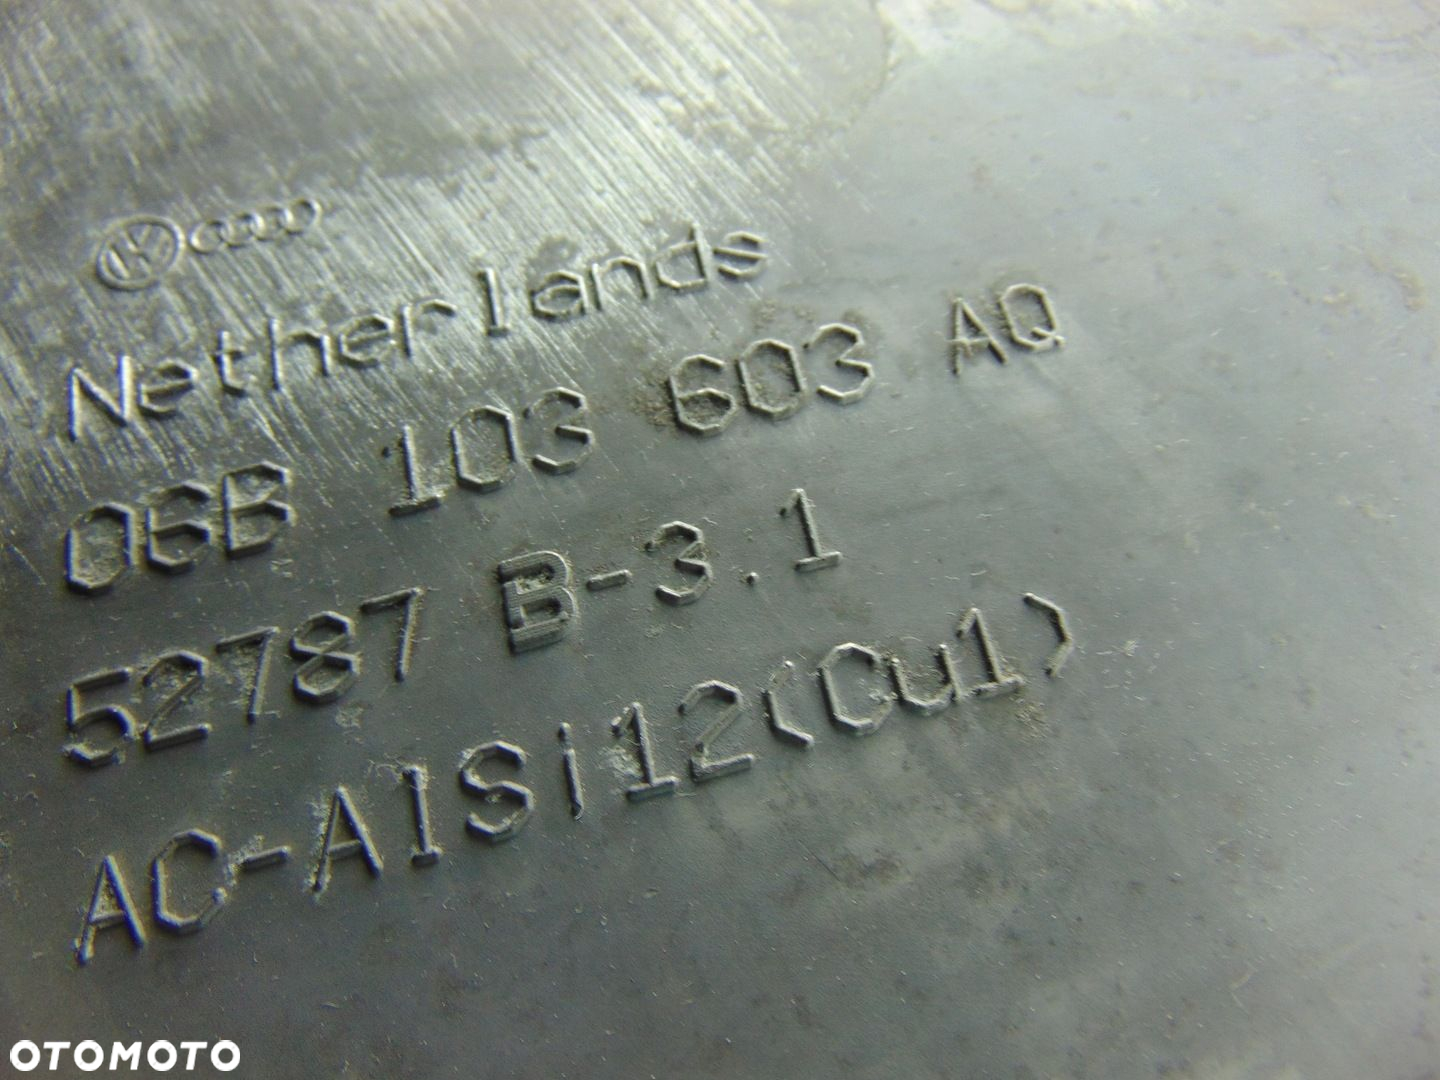 Netherlands
06B 103 603 AQ
52787 B-3.1
AC-AlSi12(Cu1)
OTOMOTO